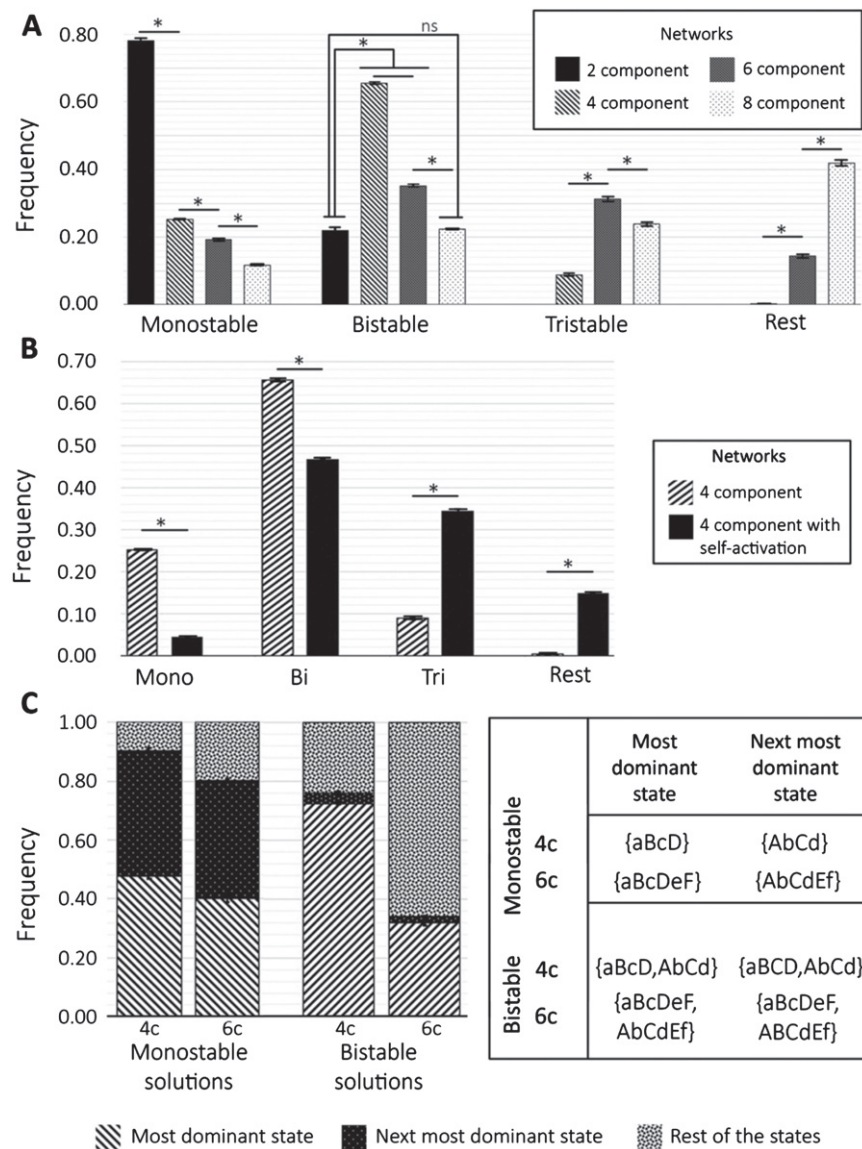 A
0.80
0.60
0.40
0.20
0.00
Frequency
* * * * * ns * * * *
Networks
2 component
6 component
4 component
8 component
Monostable
Bistable
Tristable
Rest
B
0.70
0.60
0.50
0.40
0.30
0.20
0.10
0.00
Frequency
* * * *
Networks
4 component
4 component with
self-activation
Mono
Bi
Tri
Rest
C
1.00
0.80
0.60
0.40
0.20
0.00
Frequency
4c 6c 4c 6c
Monostable
solutions
Bistable
solutions
Most
dominant
state
Next most
dominant
state
Monostable
4c {aBcD} {AbCd}
6c {aBcDeF} {AbCdEf}
Bistable
4c {aBcD,AbCd} {aBCD,AbCd}
6c {aBcDeF, {aBcDeF,
AbCdEf} ABCdEf}
Most dominant state
Next most dominant state
Rest of the states